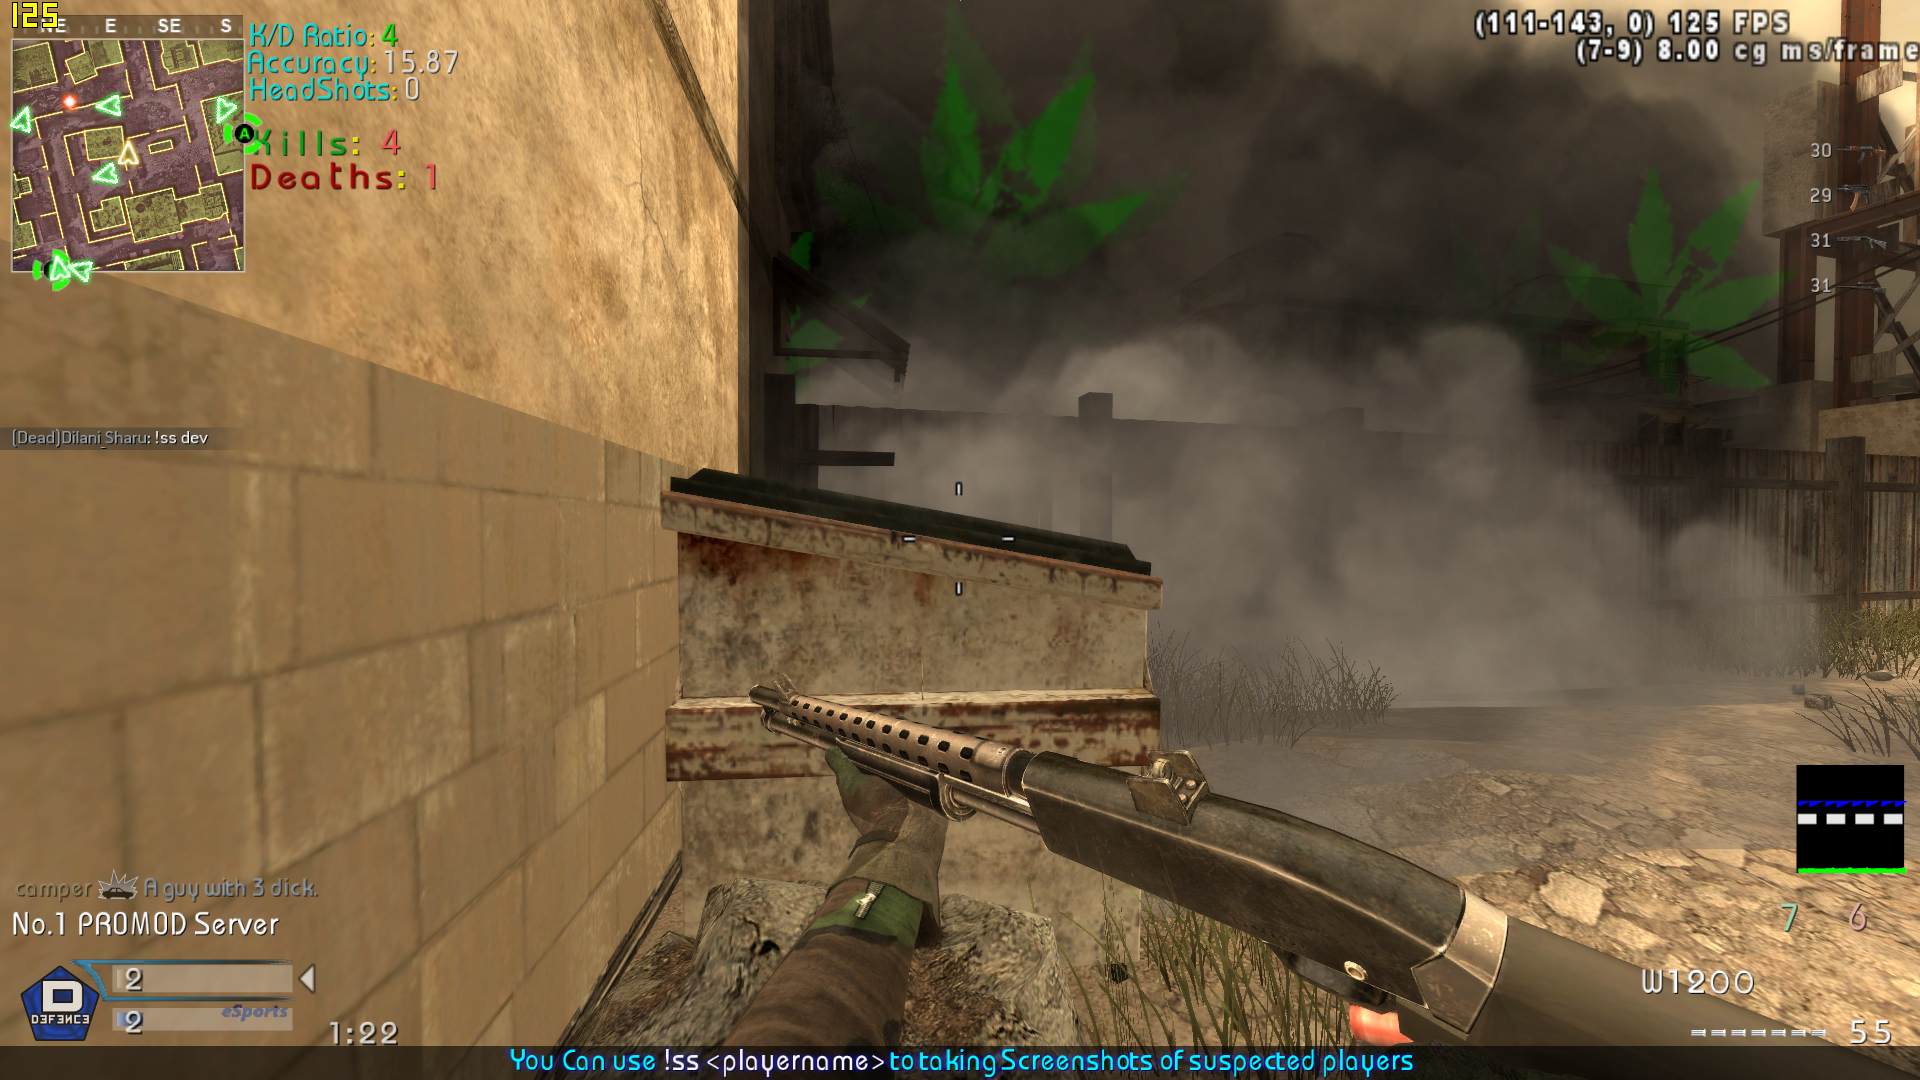 125
NE E SE S
K/D Ratio: 4
Accuracy: 15.87
HeadShots: 0
A
Kills: 4
Deaths: 1
(111-143, 0) 125 FPS
(7-9) 8.00 cg ms/frame
30
29
31
31
(Dead)Dilani_Sharu: !ss dev
camper A guy with 3 dick.
No.1 PROMOD Server
D
D3F3NC3
2
eSports
2
1:22
7 6
W1200
55
You Can use !ss <playername> to taking Screenshots of suspected players